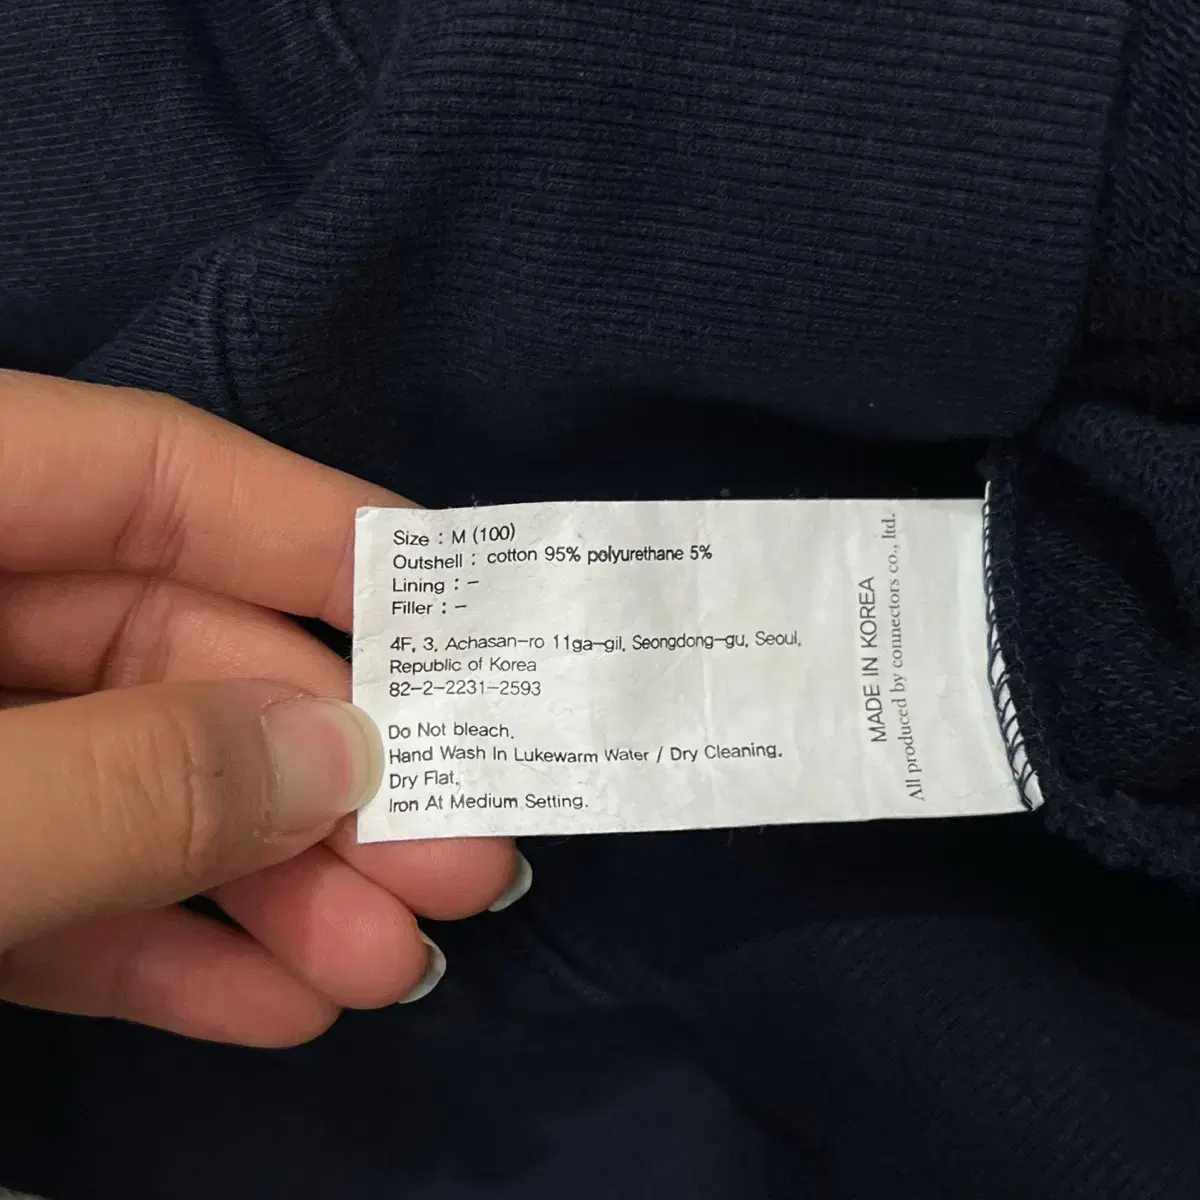 Size : M (100)
Outshell : cotton 95% polyurethane 5%
Lining : -
Filler : -
4F, 3, Achasan-ro 11ga-gil, Seongdong-gu, Seoul,
Republic of Korea
82-2-2231-2593
Do Not bleach.
Hand Wash In Lukewarm Water / Dry Cleaning.
Dry Flat.
Iron At Medium Setting.
MADE IN KOREA
All produced by connectors co., ltd.